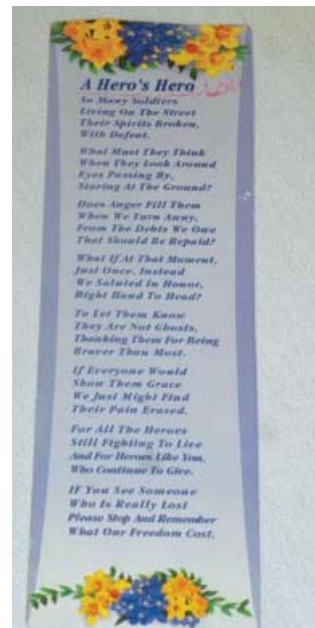 A Hero's Hero
So Many Soldiers
Living On The Street
Their Spirits Broken,
With Defeat.
What Must They Think
When They Look Around
Eyes Passing By,
Staring At The Ground?
Does Anger Fill Them
When We Turn Away,
From The Debts We Owe
That Should Be Repaid?
What If At That Moment,
Just Once, Instead
We Saluted In Honor,
Right Hand To Head?
To Let Them Know
They Are Not Ghosts,
Thanking Them For Being
Braver Than Most.
If Everyone Would
Show Them Grace
We Just Might Find
Their Pain Erased.
For All The Heroes
Still Fighting To Live
And For Heroes Like You,
Who Continue To Give.
IF You See Someone
Who Is Really Lost
Please Stop And Remember
What Our Freedom Cost.